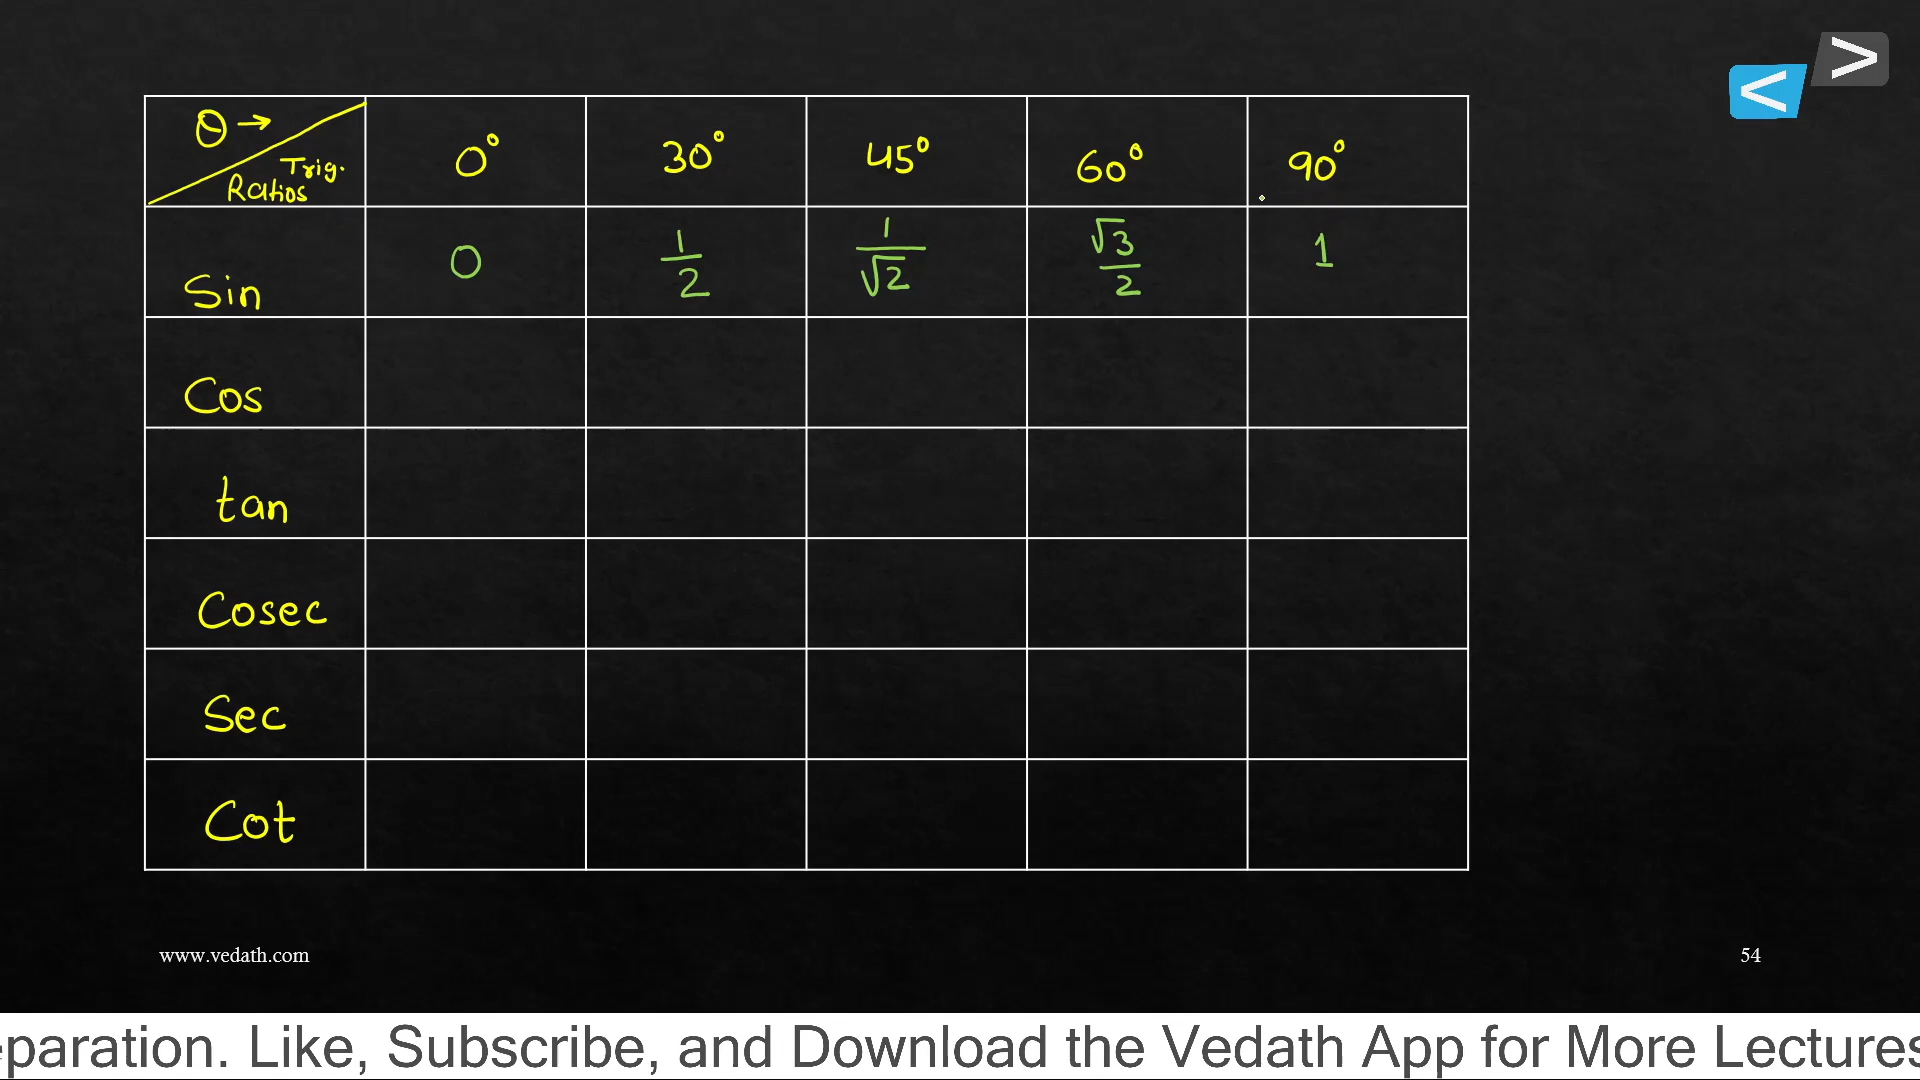 θ → 0° 30° 45° 60° 90°
Trig.
Ratios
Sin 0 1/2 1/√2 √3/2 1
Cos
tan
Cosec
Sec
Cot
www.vedath.com 54
paration. Like, Subscribe, and Download the Vedath App for More Lectures